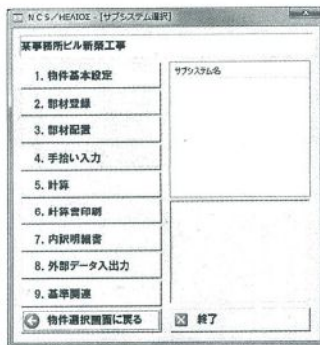 NCS／HEΛIOΣ - [サブシステム選択]
某事務所ビル新築工事
1. 物件基本設定
2. 部材登録
3. 部材配置
4. 手拾い入力
5. 計算
6. 計算書印刷
7. 内訳明細書
8. 外部データ入出力
9. 基準関連
物件選択画面に戻る
サブシステム名
終了